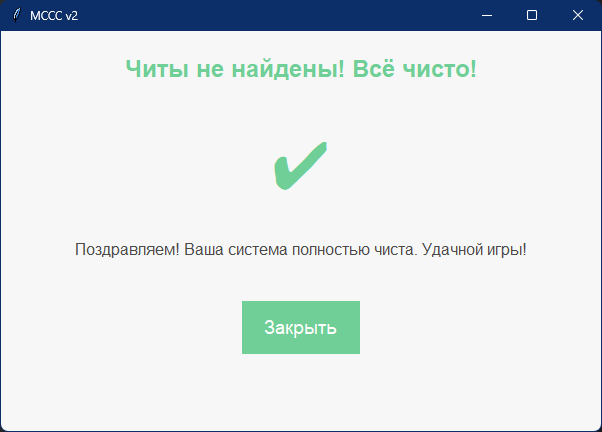 MCCC v2
Читы не найдены! Всё чисто!
Поздравляем! Ваша система полностью чиста. Удачной игры!
Закрыть